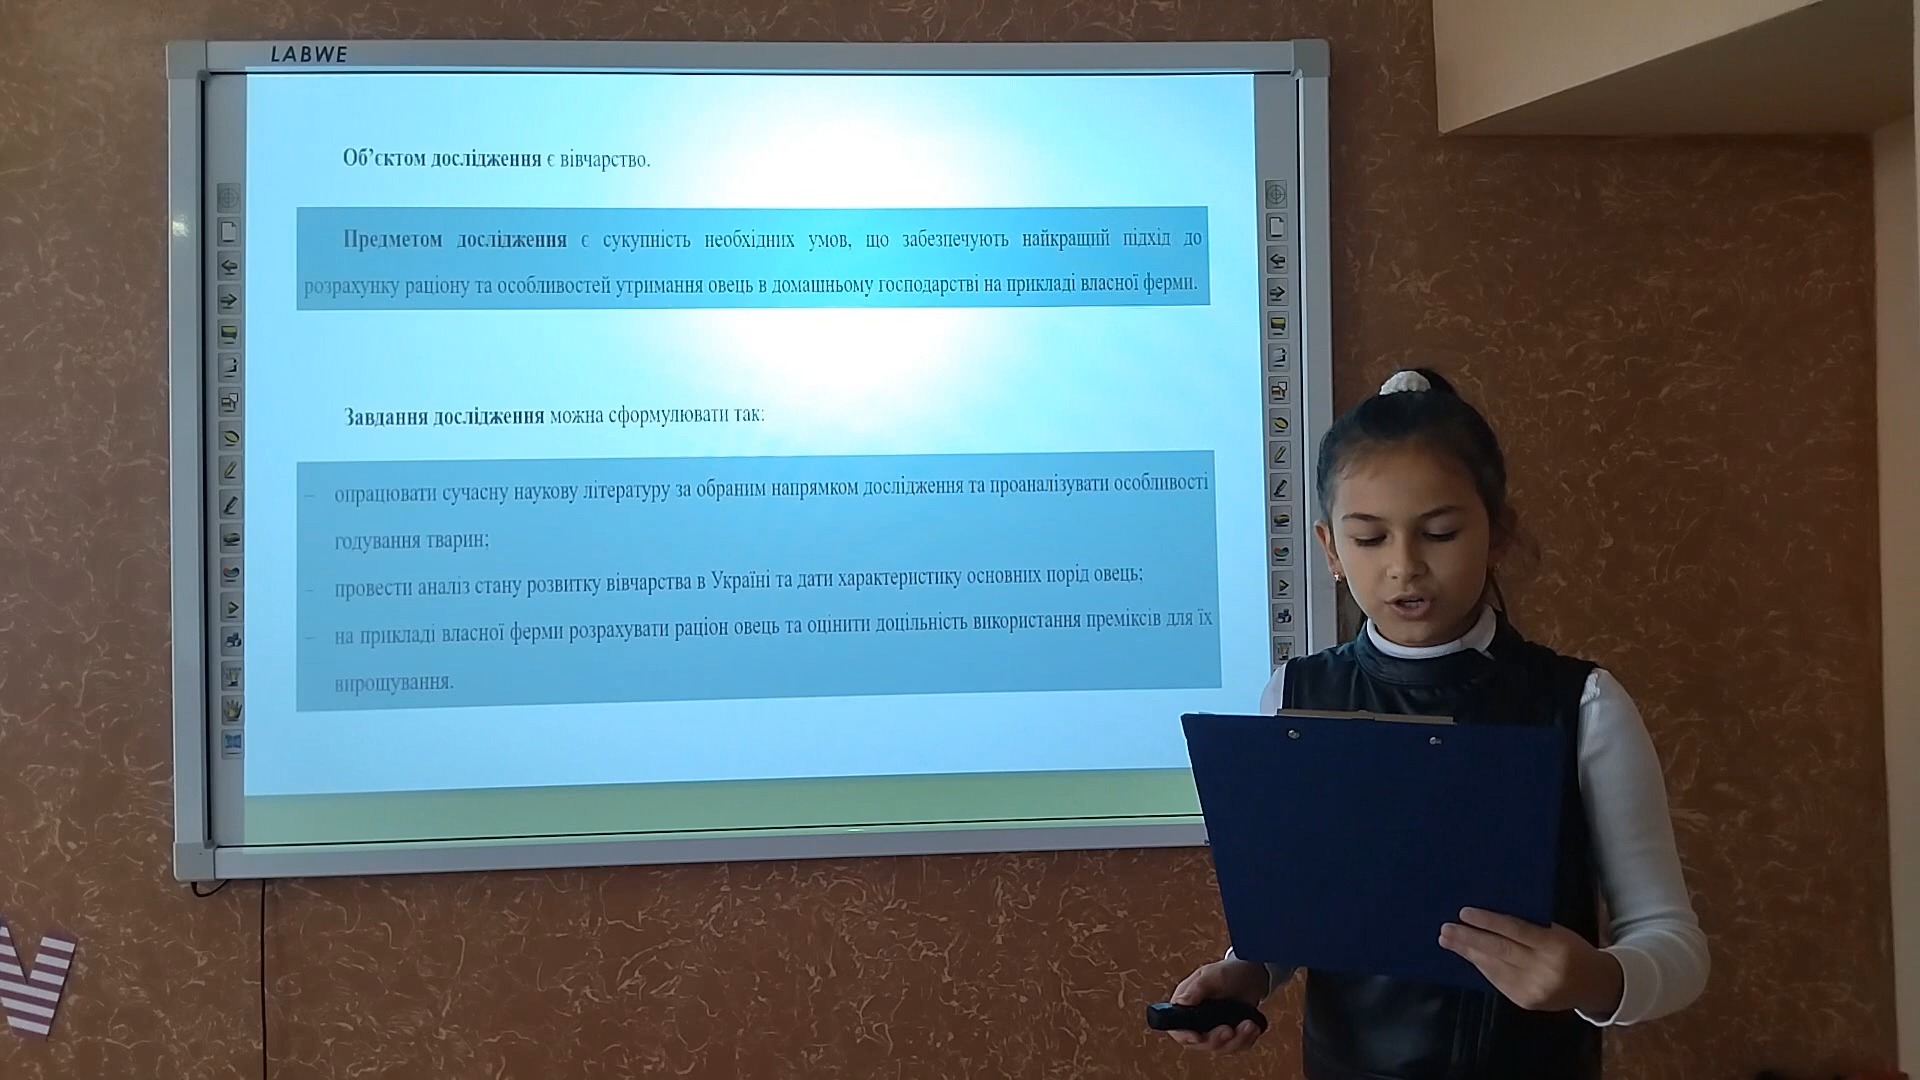 LABWE
Об’єктом дослідження є вівчарство.
Предметом дослідження є сукупність необхідних умов, що забезпечують найкращий підхід до
розрахунку раціону та особливостей утримання овець в домашньому господарстві на прикладі власної ферми.
Завдання дослідження можна сформулювати так:
– опрацювати сучасну наукову літературу за обраним напрямком дослідження та проаналізувати особливості
годування тварин;
– провести аналіз стану розвитку вівчарства в Україні та дати характеристику основних порід овець;
– на прикладі власної ферми розрахувати раціон овець та оцінити доцільність використання преміксів для їх
вирощування.